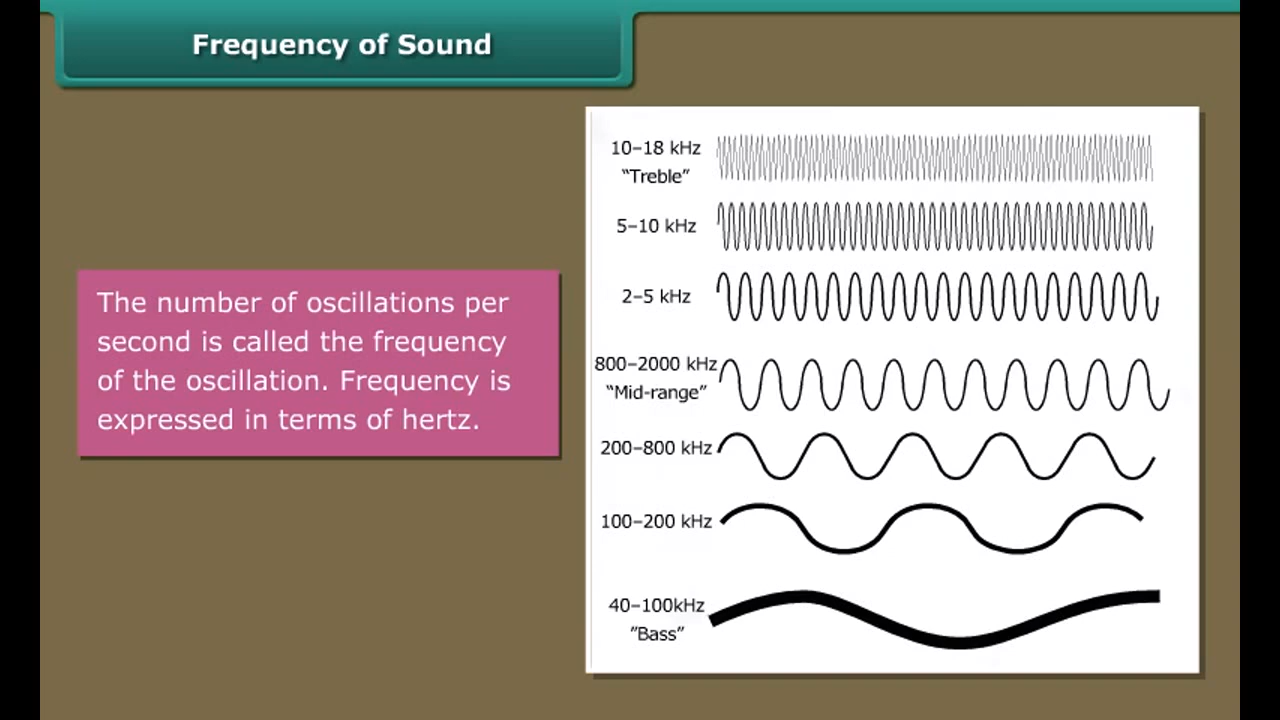 Frequency of Sound
The number of oscillations per
second is called the frequency
of the oscillation. Frequency is
expressed in terms of hertz.
10–18 kHz
“Treble”
5–10 kHz
2–5 kHz
800–2000 kHz
“Mid-range”
200–800 kHz
100–200 kHz
40–100kHz
”Bass”